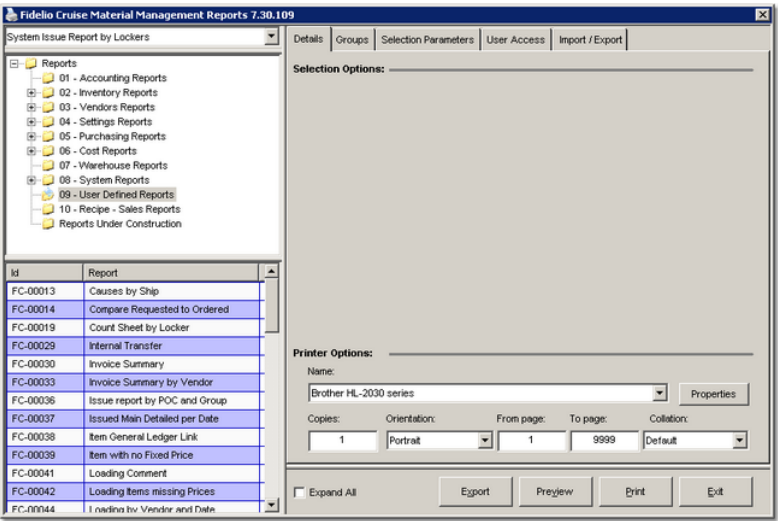 Fidelio Cruise Material Management Reports 7.30.109
System Issue Report by Lockers
Reports
01 - Accounting Reports
02 - Inventory Reports
03 - Vendors Reports
04 - Settings Reports
05 - Purchasing Reports
06 - Cost Reports
07 - Warehouse Reports
08 - System Reports
09 - User Defined Reports
10 - Recipe - Sales Reports
Reports Under Construction
Id Report
FC-00013 Causes by Ship
FC-00014 Compare Requested to Ordered
FC-00019 Count Sheet by Locker
FC-00029 Internal Transfer
FC-00030 Invoice Summary
FC-00033 Invoice Summary by Vendor
FC-00036 Issue report by POC and Group
FC-00037 Issued Main Detailed per Date
FC-00038 Item General Ledger Link
FC-00039 Item with no Fixed Price
FC-00041 Loading Comment
FC-00042 Loading Items missing Prices
FC-00044 Loading by Vendor and Date
Details Groups Selection Parameters User Access Import / Export
Selection Options:
Printer Options:
Name:
Brother HL-2030 series Properties
Copies: Orientation: From page: To page: Collation:
1 Portrait 1 9999 Default
Expand All Export Preview Print Exit